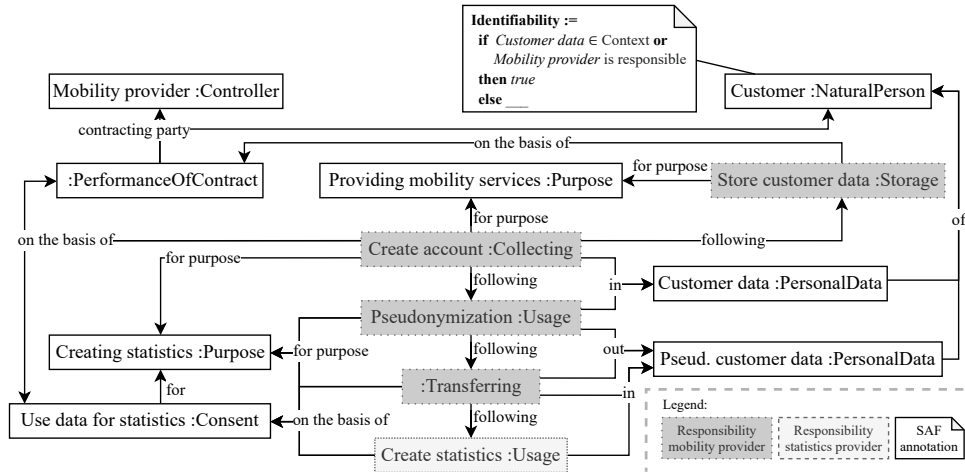 Identifiability :=
if Customer data ∈ Context or
Mobility provider is responsible
then true
else ___
Mobility provider :Controller
Customer :NaturalPerson
contracting party
on the basis of
:PerformanceOfContract
Providing mobility services :Purpose
for purpose
Store customer data :Storage
for purpose
of
on the basis of
Create account :Collecting
following
for purpose
following
in
Customer data :PersonalData
Pseudonymization :Usage
Creating statistics :Purpose
for purpose
following
out
Pseud. customer data :PersonalData
for
:Transferring
in
Use data for statistics :Consent
on the basis of
following
Create statistics :Usage
Legend:
Responsibility
mobility provider
Responsibility
statistics provider
SAF
annotation